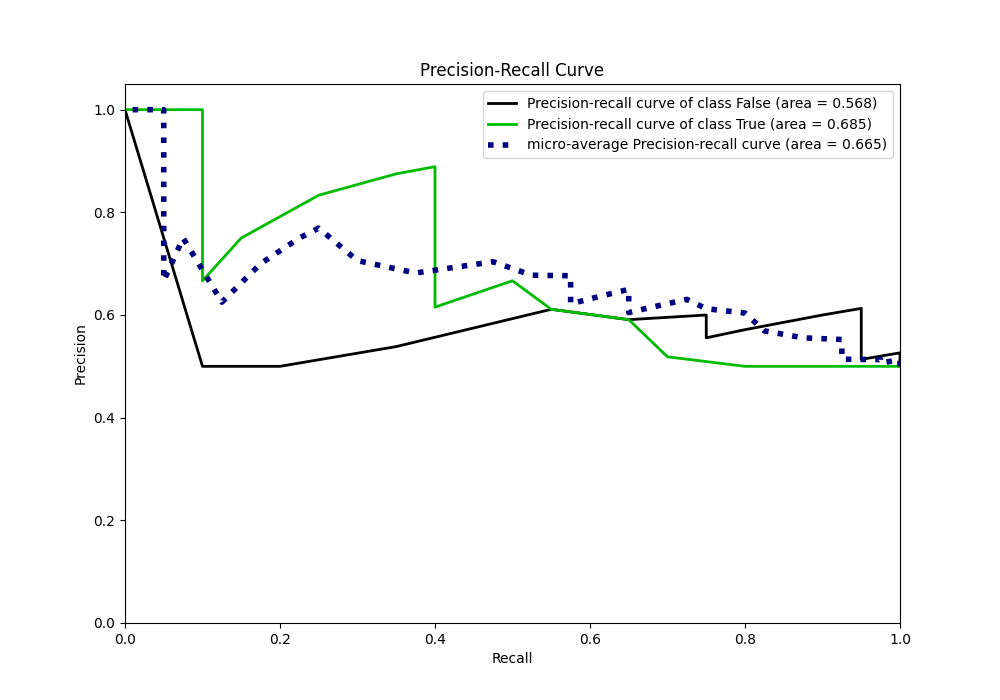 Precision-Recall Curve
Precision-recall curve of class False (area = 0.568)
Precision-recall curve of class True (area = 0.685)
micro-average Precision-recall curve (area = 0.665)
Precision
1.0
0.8
0.6
0.4
0.2
0.0
0.0 0.2 0.4 0.6 0.8 1.0
Recall